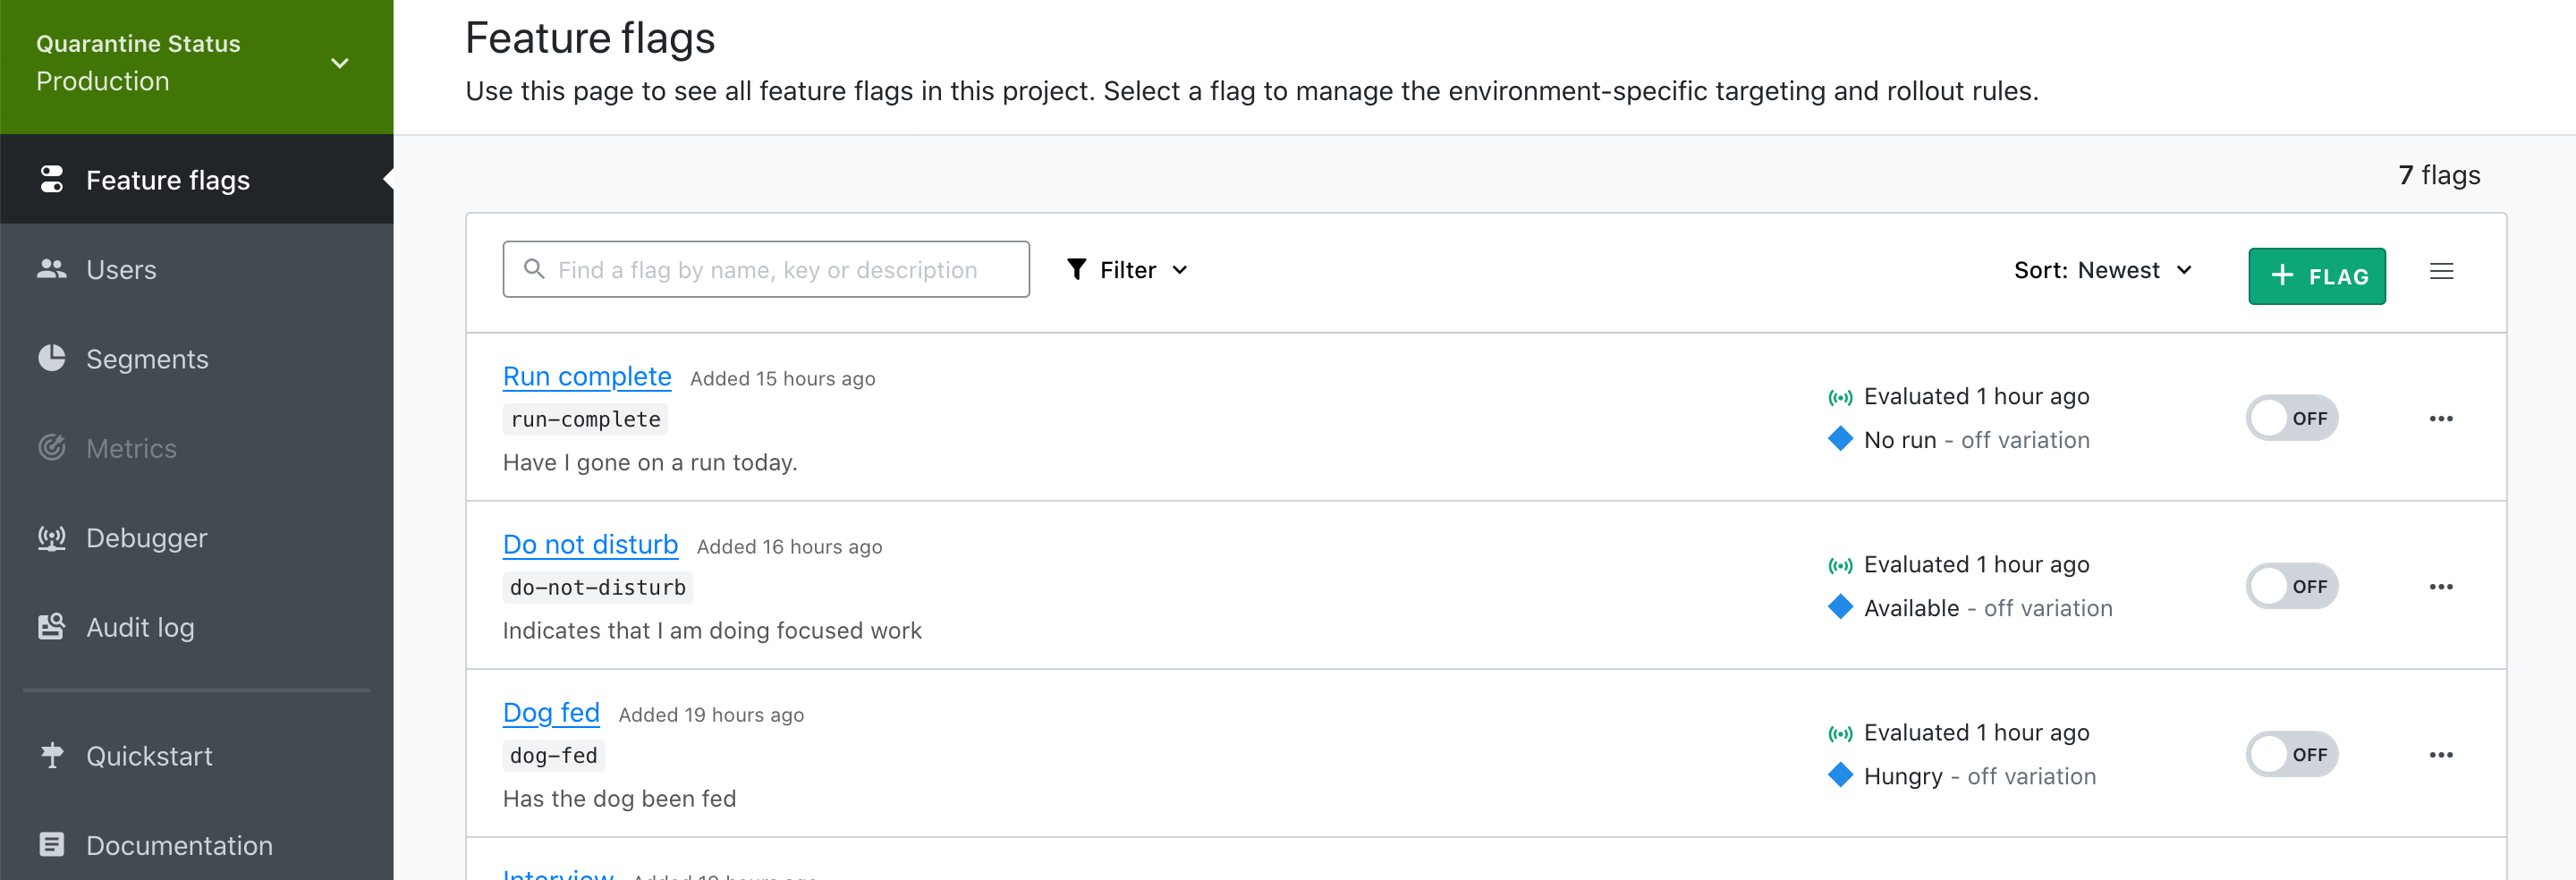 Quarantine Status
Production
Feature flags
Users
Segments
Metrics
Debugger
Audit log
Quickstart
Documentation
Feature flags
Use this page to see all feature flags in this project. Select a flag to manage the environment-specific targeting and rollout rules.
7 flags
Find a flag by name, key or description
Filter
Sort: Newest
+ FLAG
Run complete Added 15 hours ago
run-complete
Have I gone on a run today.
Evaluated 1 hour ago
No run - off variation
OFF
Do not disturb Added 16 hours ago
do-not-disturb
Indicates that I am doing focused work
Evaluated 1 hour ago
Available - off variation
OFF
Dog fed Added 19 hours ago
dog-fed
Has the dog been fed
Evaluated 1 hour ago
Hungry - off variation
OFF
Interview Added 19 hours ago